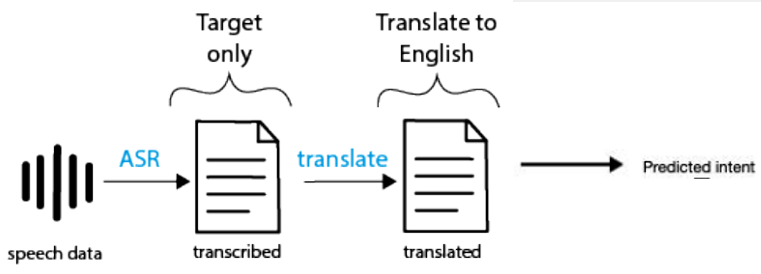 Target
only
Translate to
English
ASR
translate
Predicted intent
speech data
transcribed
translated